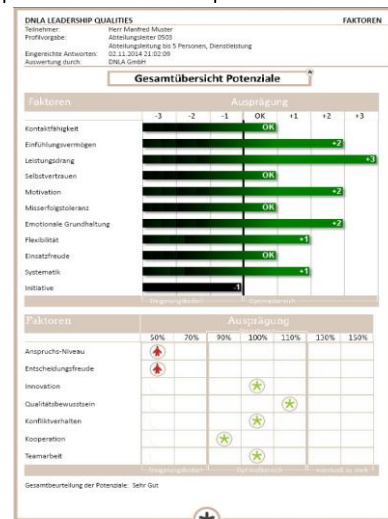 DNLA LEADERSHIP QUALITIES FAKTOREN
Teilnehmer: Herr Manfred Muster
Profilvorgabe: Abteilungsleiter 0503
Abteilungsleitung bis 5 Personen, Dienstleistung
Eingereichte Antworten: 02.11.2014 21:02:09
Auswertung durch: DNLA GmbH
Gesamtübersicht Potenziale
Faktoren Ausprägung
-3 -2 -1 OK +1 +2 +3
Kontaktfähigkeit OK
Einfühlungsvermögen +2
Leistungsdrang +3
Selbstvertrauen OK
Motivation +2
Misserfolgstoleranz OK
Emotionale Grundhaltung +2
Flexibilität +1
Einsatzfreude OK
Systematik +1
Initiative -1
Optimalbereich
Faktoren Ausprägung
50% 70% 90% 100% 110% 130% 150%
Anspruchs-Niveau
Entscheidungsfreude
Innovation
Qualitätsbewusstsein
Konfliktverhalten
Kooperation
Teamarbeit
Optimalbereich
Gesamtbeurteilung der Potenziale: Sehr Gut